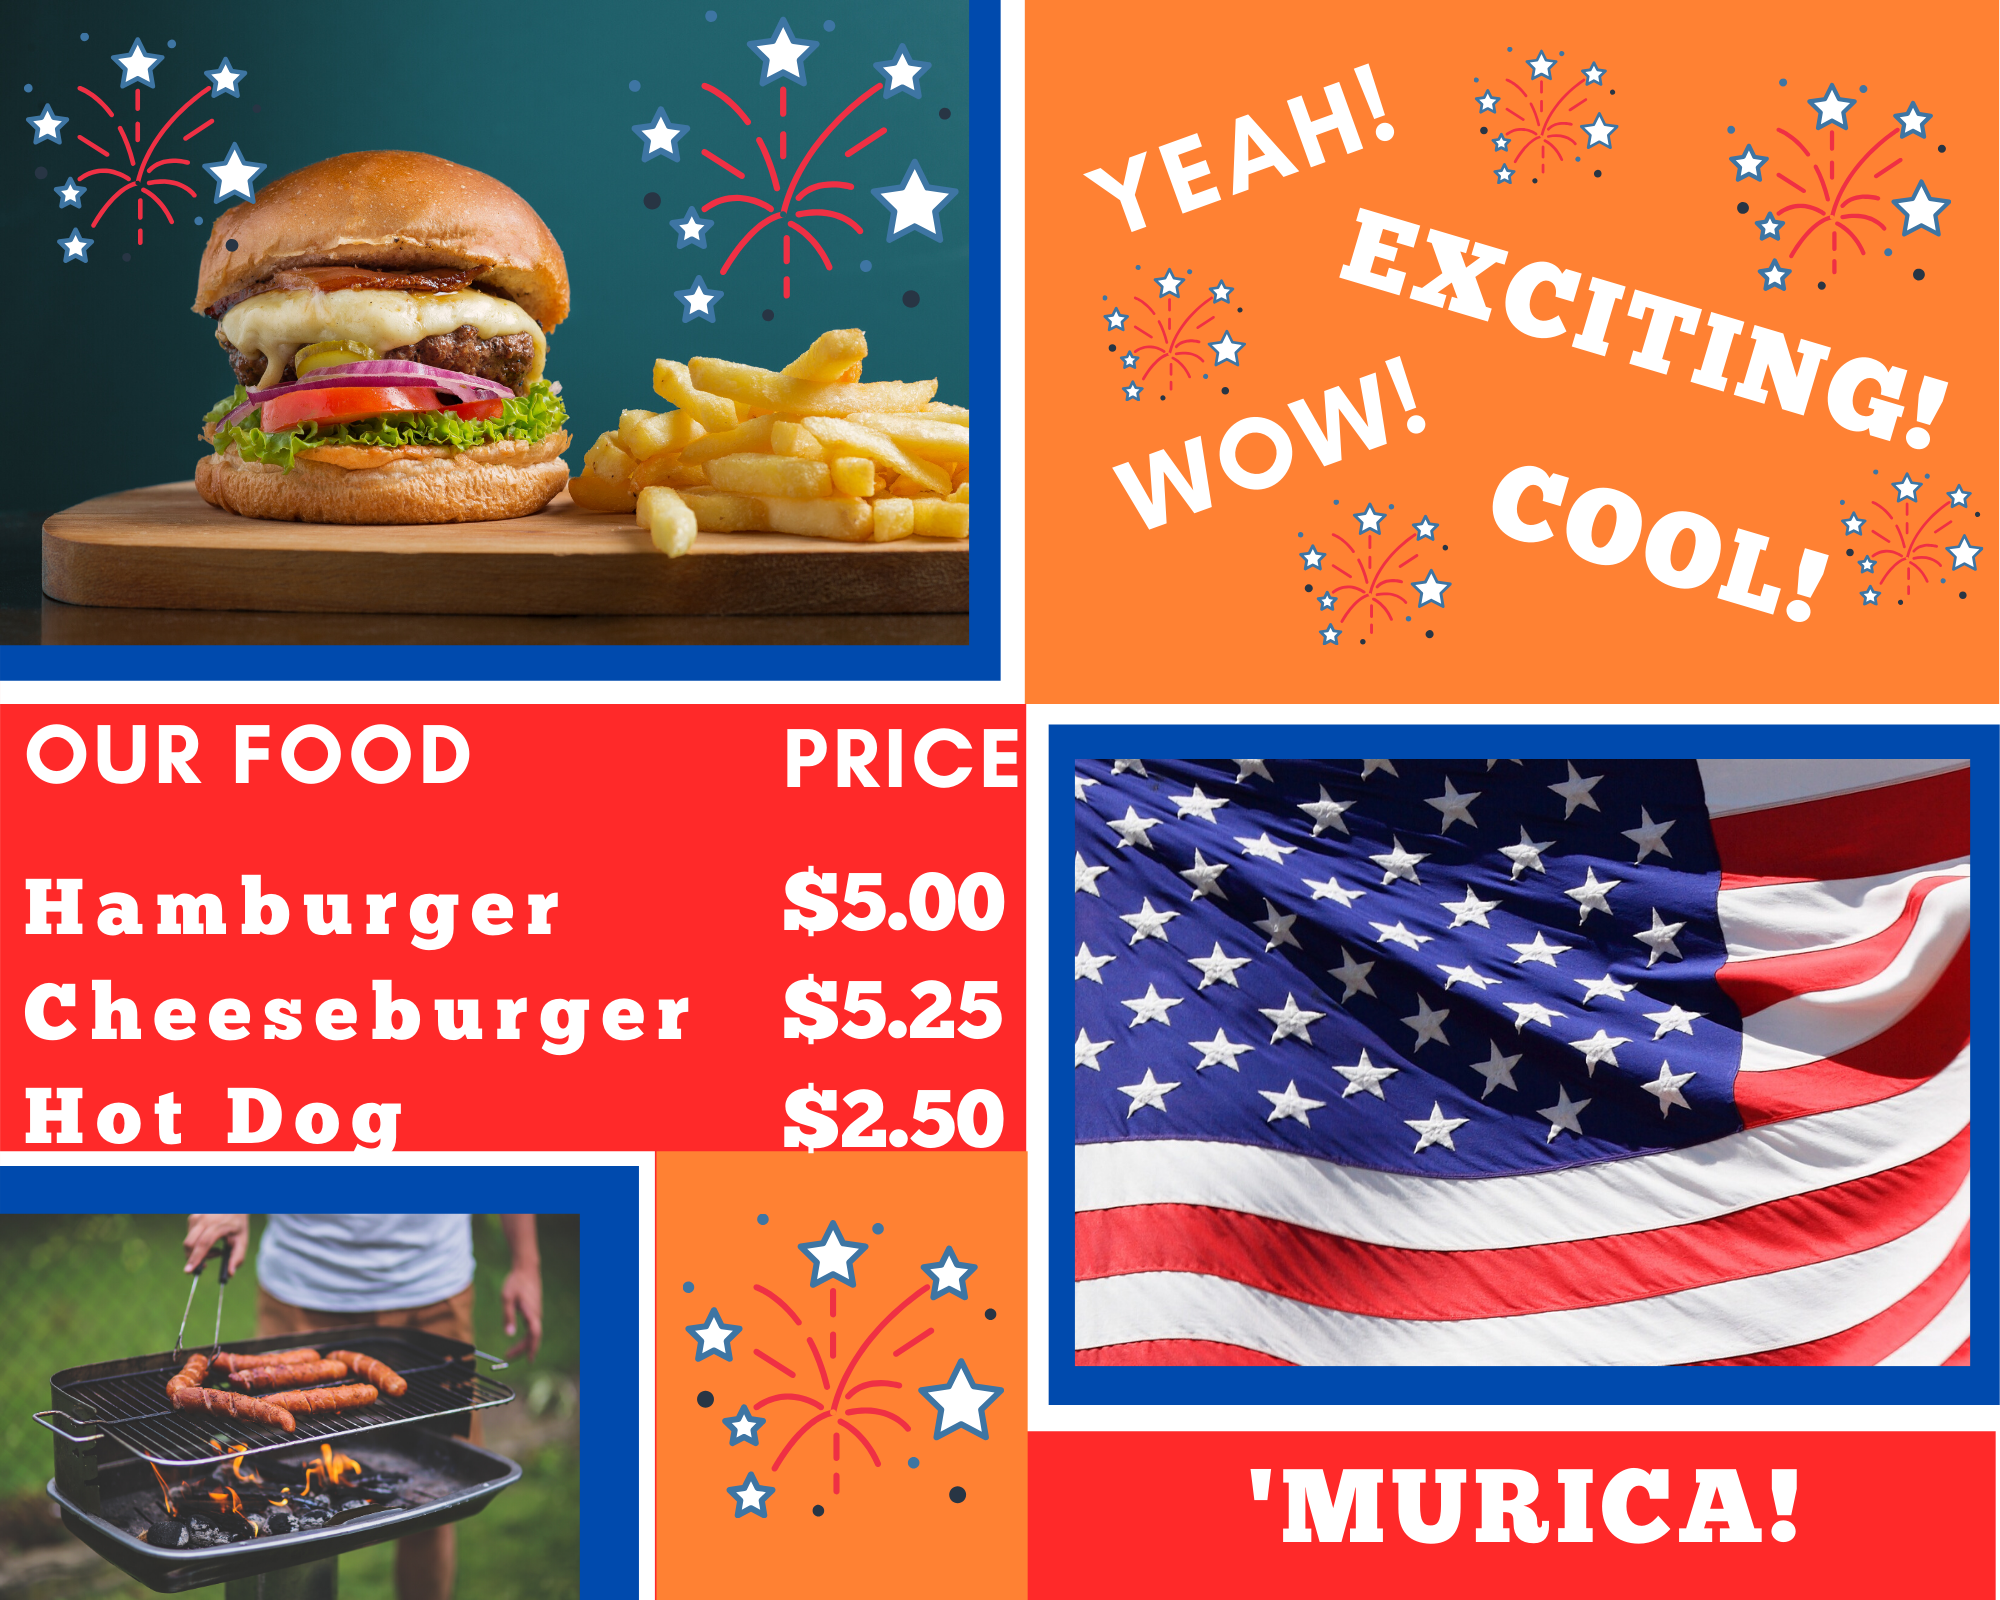 YEAH!
EXCITING!
WOW!
COOL!
OUR FOOD PRICE
Hamburger $5.00
Cheeseburger $5.25
Hot Dog $2.50
'MURICA!